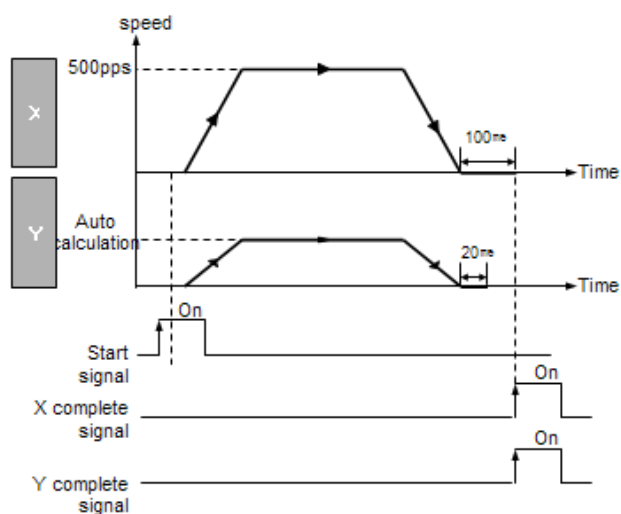 speed
500pps
X
100ms
Time
Y
Auto
calculation
20ms
Time
On
Start
signal
On
X complete
signal
On
Y complete
signal